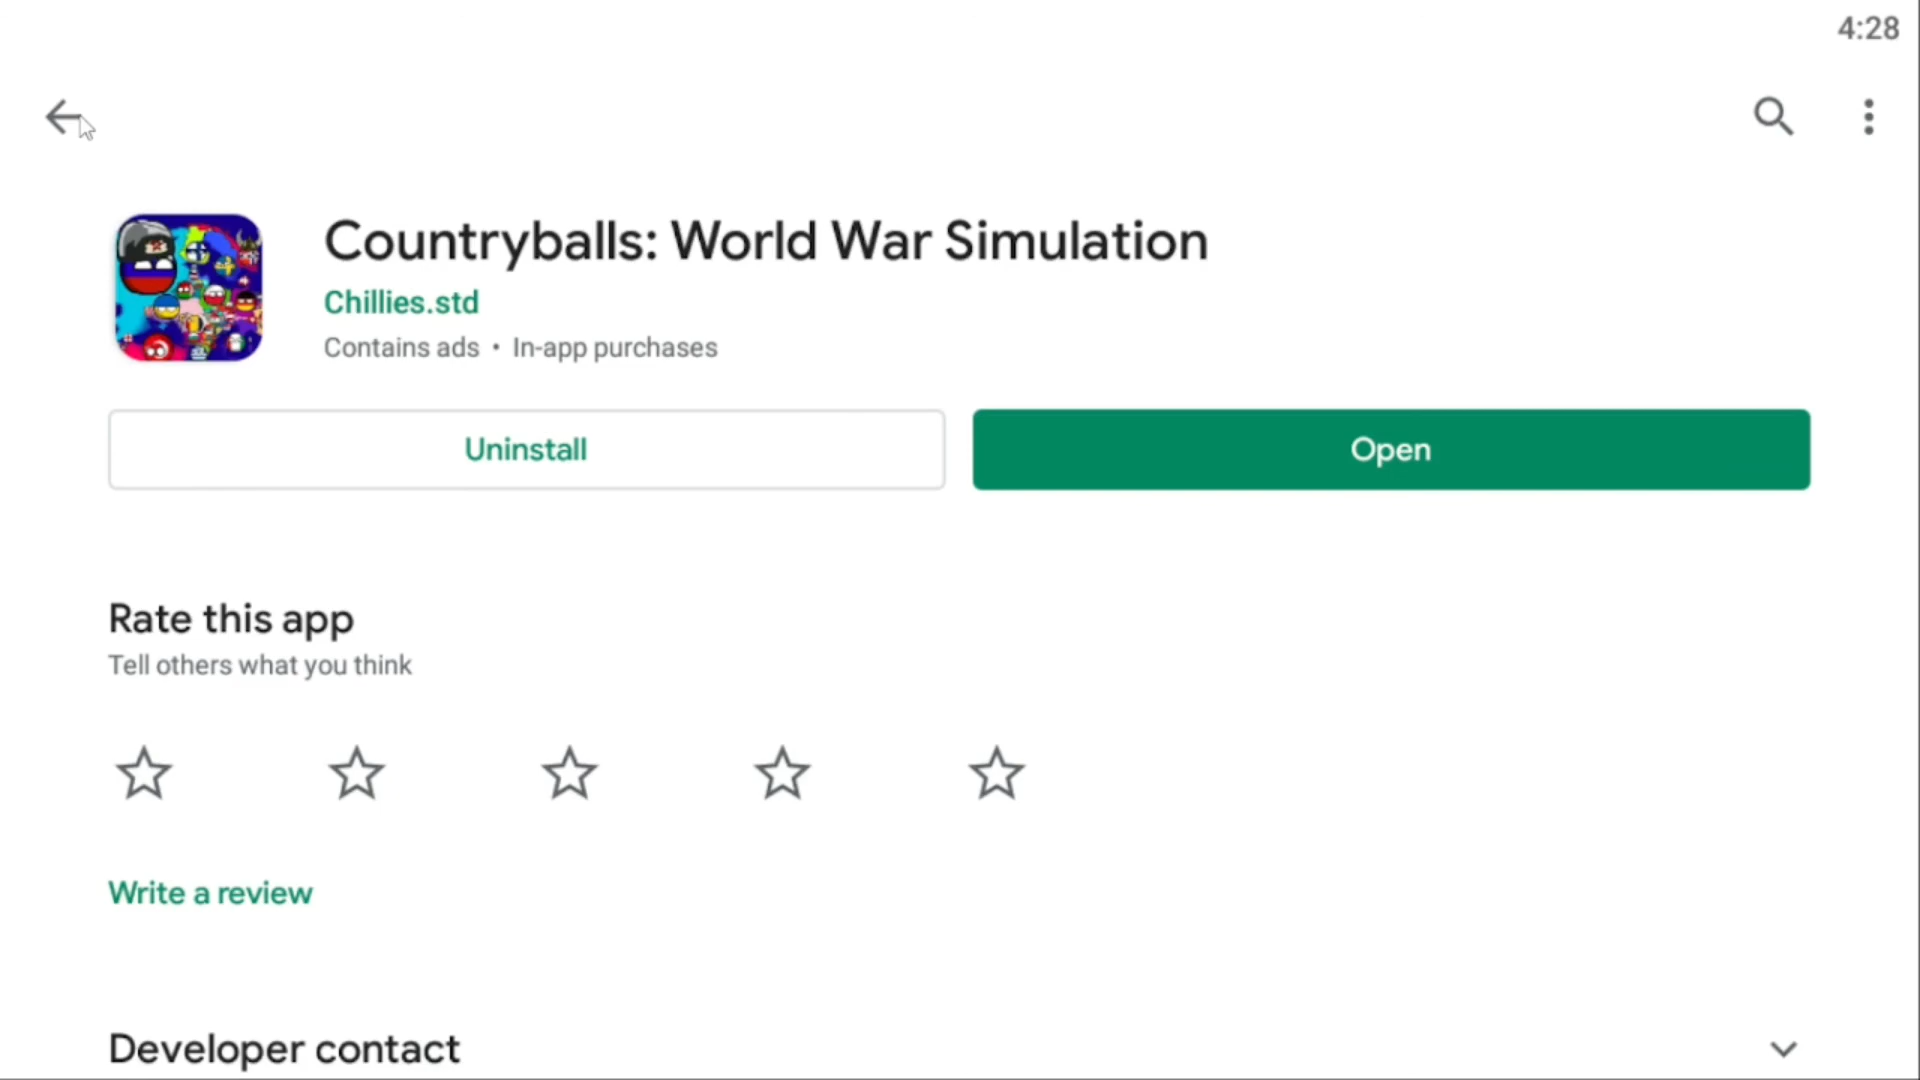 4:28
Countryballs: World War Simulation
Chillies.std
Contains ads • In-app purchases
Uninstall
Open
Rate this app
Tell others what you think
Write a review
Developer contact